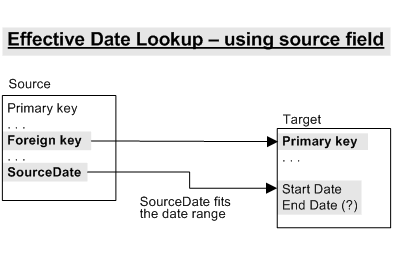 Effective Date Lookup – using source field
Source
Primary key
. . .
Foreign key
. . .
SourceDate
SourceDate fits
the date range
Target
Primary key
. . .
Start Date
End Date (?)